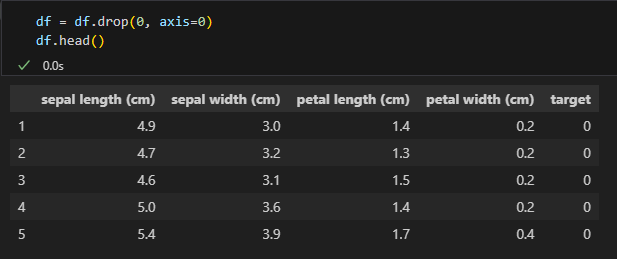 df = df.drop(0, axis=0)
df.head()
0.0s
sepal length (cm) sepal width (cm) petal length (cm) petal width (cm) target
1 4.9 3.0 1.4 0.2 0
2 4.7 3.2 1.3 0.2 0
3 4.6 3.1 1.5 0.2 0
4 5.0 3.6 1.4 0.2 0
5 5.4 3.9 1.7 0.4 0